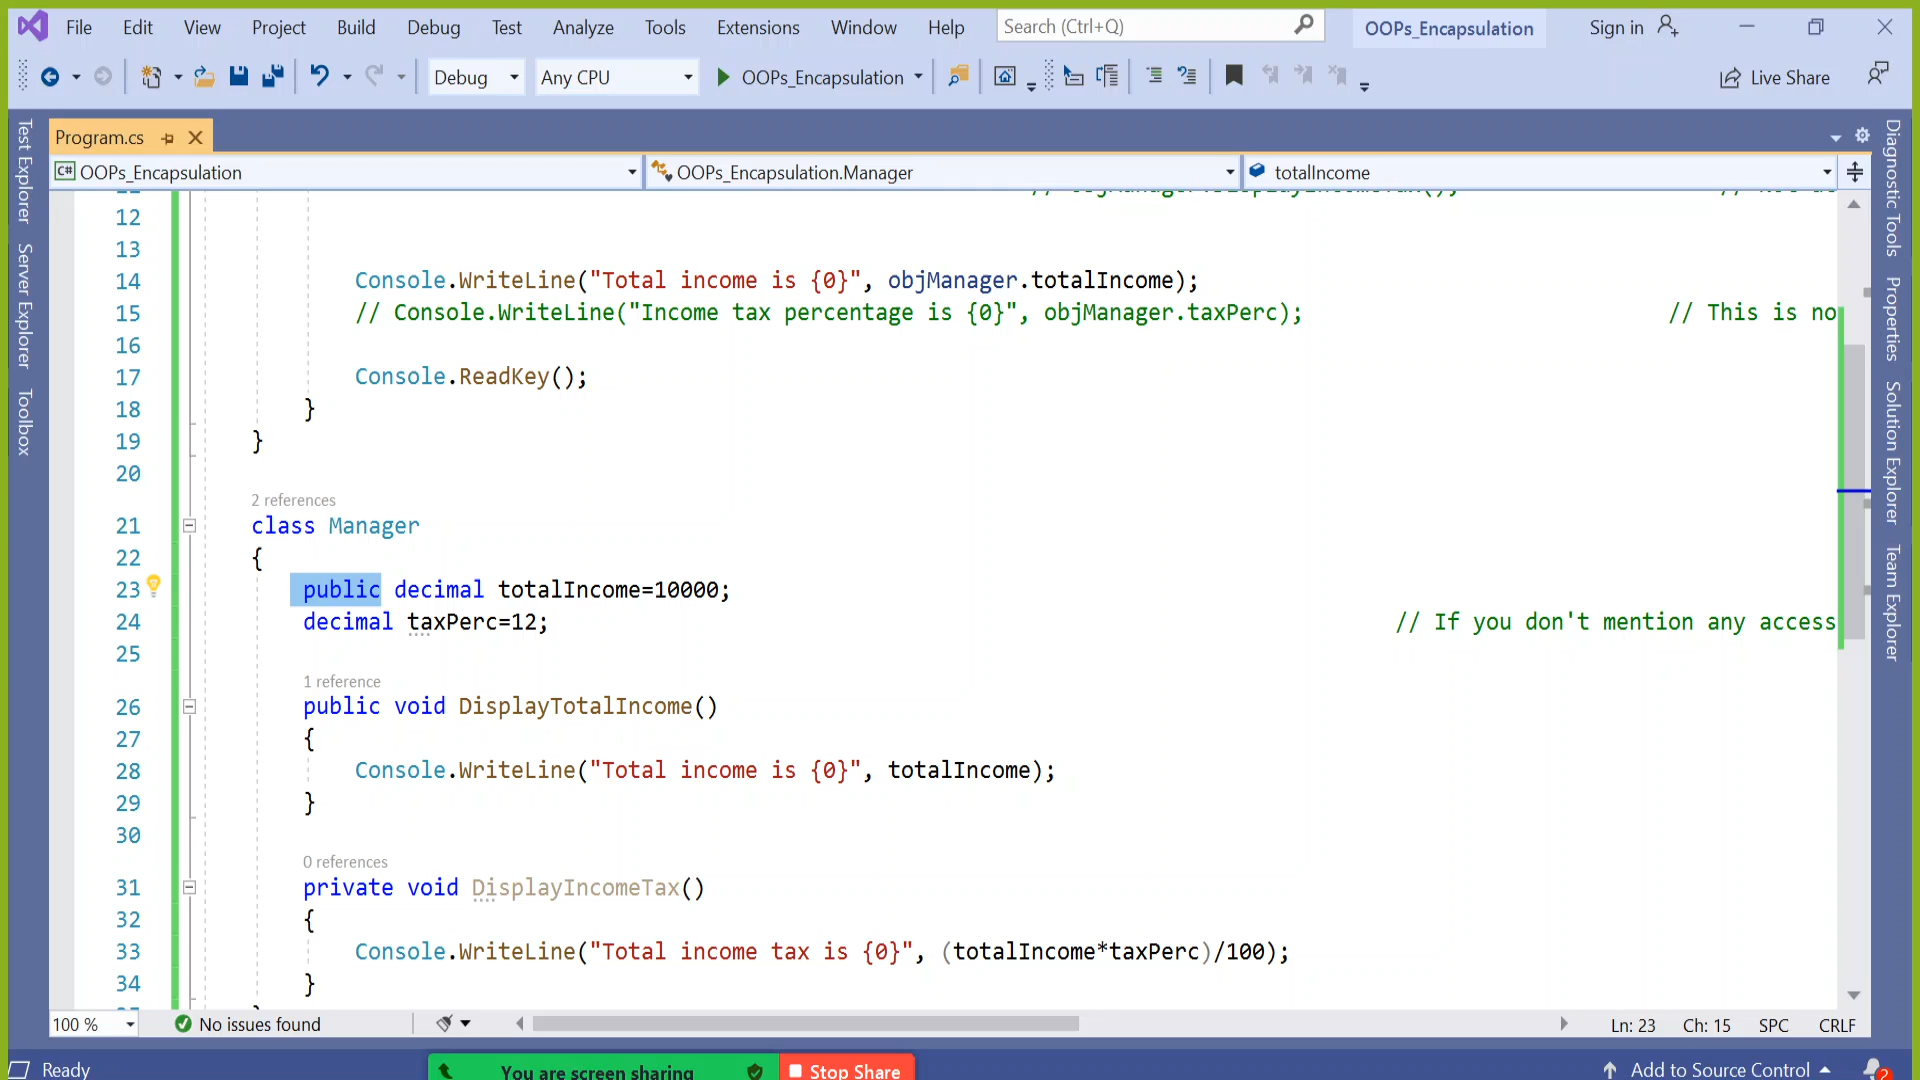 File Edit View Project Build Debug Test Analyze Tools Extensions Window Help Search (Ctrl+Q) OOPs_Encapsulation Sign in
Debug Any CPU OOPs_Encapsulation Live Share
Program.cs
C# OOPs_Encapsulation OOPs_Encapsulation.Manager totalIncome
Test Explorer
Server Explorer
Toolbox
12
13
14 Console.WriteLine("Total income is {0}", objManager.totalIncome);
15 // Console.WriteLine("Income tax percentage is {0}", objManager.taxPerc); // This is no
16
17 Console.ReadKey();
18 }
19 }
20
2 references
21 class Manager
22 {
23 public decimal totalIncome=10000;
24 decimal taxPerc=12; // If you don't mention any access
25
1 reference
26 public void DisplayTotalIncome()
27 {
28 Console.WriteLine("Total income is {0}", totalIncome);
29 }
30
0 references
31 private void DisplayIncomeTax()
32 {
33 Console.WriteLine("Total income tax is {0}", (totalIncome*taxPerc)/100);
34 }
Diagnostic Tools
Properties
Solution Explorer
Team Explorer
100 % No issues found Ln: 23 Ch: 15 SPC CRLF
Ready You are screen sharing Stop Share Add to Source Control 2